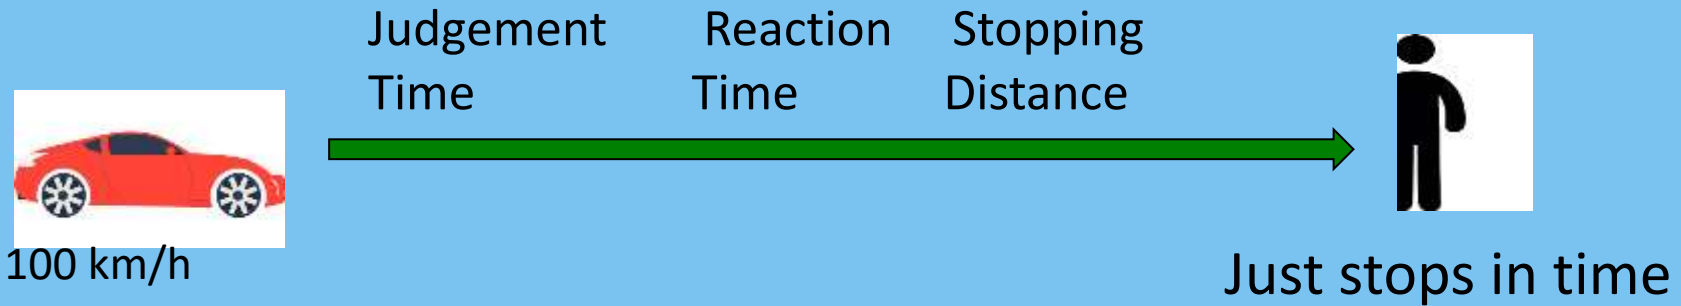 Judgement Reaction Stopping
Time Time Distance
100 km/h
Just stops in time